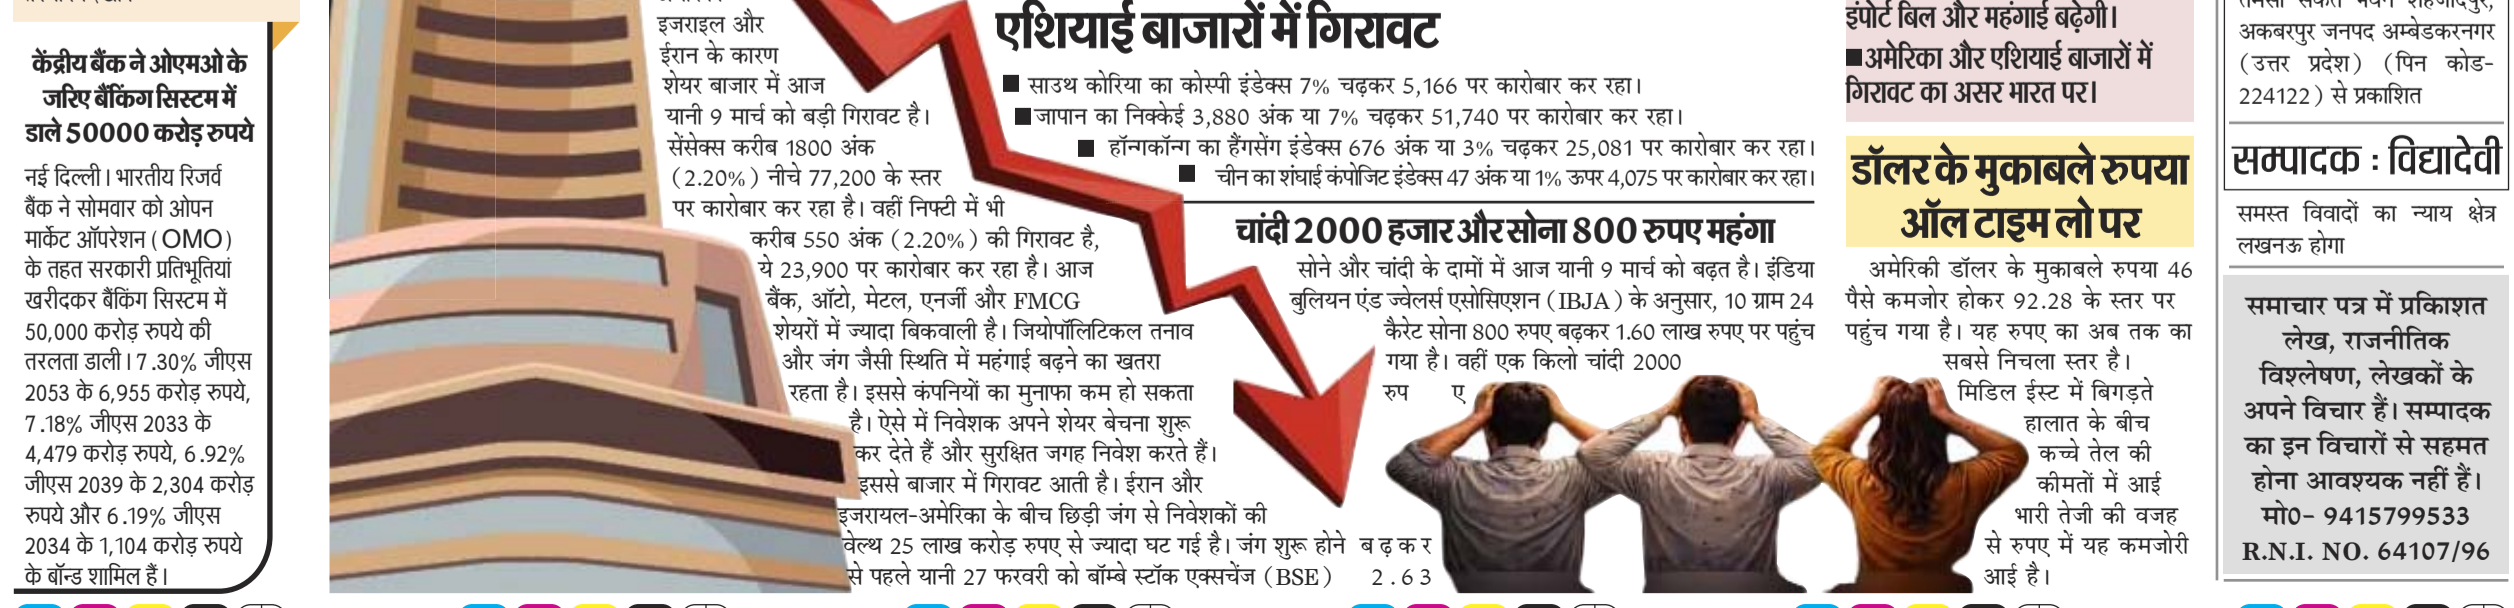 केंद्रीय बैंक ने ओएमओ के
जरिए बैंकिंग सिस्टम में
डाले 50000 करोड़ रुपये
नई दिल्ली। भारतीय रिजर्व
बैंक ने सोमवार को ओपन
मार्केट ऑपरेशन (OMO)
के तहत सरकारी प्रतिभूतियां
खरीदकर बैंकिंग सिस्टम में
50,000 करोड़ रुपये की
तरलता डाली। 7.30% जीएस
2053 के 6,955 करोड़ रुपये,
7.18% जीएस 2033 के
4,479 करोड़ रुपये, 6.92%
जीएस 2039 के 2,304 करोड़
रुपये और 6.19% जीएस
2034 के 1,104 करोड़ रुपये
के बॉन्ड शामिल हैं।
इजराइल और
ईरान के कारण
शेयर बाजार में आज
यानी 9 मार्च को बड़ी गिरावट है।
सेंसेक्स करीब 1800 अंक
(2.20%) नीचे 77,200 के स्तर
पर कारोबार कर रहा है। वहीं निफ्टी में भी
करीब 550 अंक (2.20%) की गिरावट है,
ये 23,900 पर कारोबार कर रहा है। आज
बैंक, ऑटो, मेटल, एनर्जी और FMCG
शेयरों में ज्यादा बिकवाली है। जियोपॉलिटिकल तनाव
और जंग जैसी स्थिति में महंगाई बढ़ने का खतरा
रहता है। इससे कंपनियों का मुनाफा कम हो सकता
है। ऐसे में निवेशक अपने शेयर बेचना शुरू
कर देते हैं और सुरक्षित जगह निवेश करते हैं।
इससे बाजार में गिरावट आती है। ईरान और
इजरायल-अमेरिका के बीच छिड़ी जंग से निवेशकों की
वेल्थ 25 लाख करोड़ रुपए से ज्यादा घट गई है। जंग शुरू होने
से पहले यानी 27 फरवरी को बॉम्बे स्टॉक एक्सचेंज (BSE)
एशियाई बाजारों में गिरावट
■ साउथ कोरिया का कोस्पी इंडेक्स 7% चढ़कर 5,166 पर कारोबार कर रहा।
■ जापान का निक्केई 3,880 अंक या 7% चढ़कर 51,740 पर कारोबार कर रहा।
■ हॉन्गकॉन्ग का हैंगसेंग इंडेक्स 676 अंक या 3% चढ़कर 25,081 पर कारोबार कर रहा।
■ चीन का शंघाई कंपोजिट इंडेक्स 47 अंक या 1% ऊपर 4,075 पर कारोबार कर रहा।
चांदी 2000 हजार और सोना 800 रुपए महंगा
सोने और चांदी के दामों में आज यानी 9 मार्च को बढ़त है। इंडिया
बुलियन एंड ज्वेलर्स एसोसिएशन (IBJA) के अनुसार, 10 ग्राम 24
कैरेट सोना 800 रुपए बढ़कर 1.60 लाख रुपए पर पहुंच
गया है। वहीं एक किलो चांदी 2000
रुप ए
बढ़कर
2.63
इंपोर्ट बिल और महंगाई बढ़ेगी।
■ अमेरिका और एशियाई बाजारों में
गिरावट का असर भारत पर।
डॉलर के मुकाबले रुपया
ऑल टाइम लो पर
अमेरिकी डॉलर के मुकाबले रुपया 46
पैसे कमजोर होकर 92.28 के स्तर पर
पहुंच गया है। यह रुपए का अब तक का
सबसे निचला स्तर है।
मिडिल ईस्ट में बिगड़ते
हालात के बीच
कच्चे तेल की
कीमतों में आई
भारी तेजी की वजह
से रुपए में यह कमजोरी
आई है।
अकबरपुर जनपद अम्बेडकरनगर
(उत्तर प्रदेश) (पिन कोड-
224122) से प्रकाशित
सम्पादक : विद्यादेवी
समस्त विवादों का न्याय क्षेत्र
लखनऊ होगा
समाचार पत्र में प्रकािशत
लेख, राजनीतिक
विश्लेषण, लेखकों के
अपने विचार हैं। सम्पादक
का इन विचारों से सहमत
होना आवश्यक नहीं हैं।
मो0- 9415799533
R.N.I. NO. 64107/96